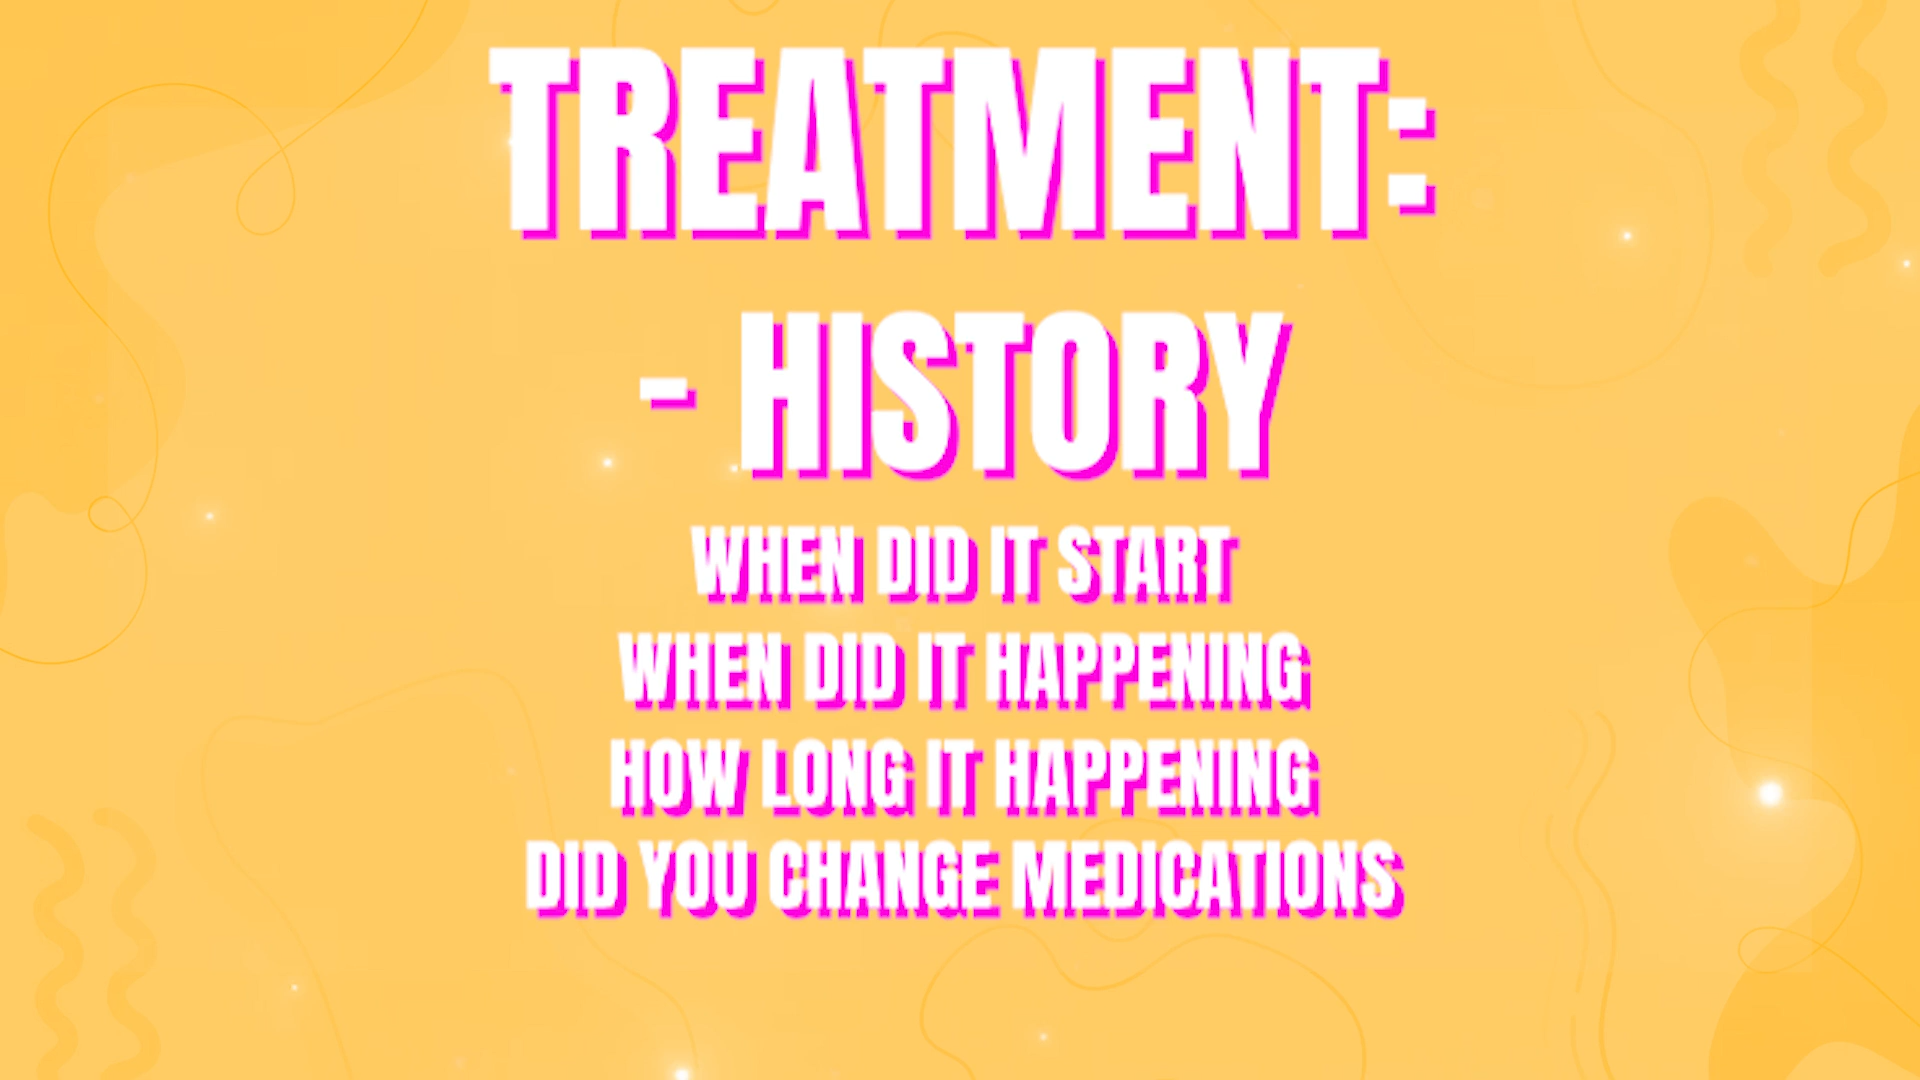 TREATMENT:
- HISTORY
WHEN DID IT START
WHEN DID IT HAPPENING
HOW LONG IT HAPPENING
DID YOU CHANGE MEDICATIONS